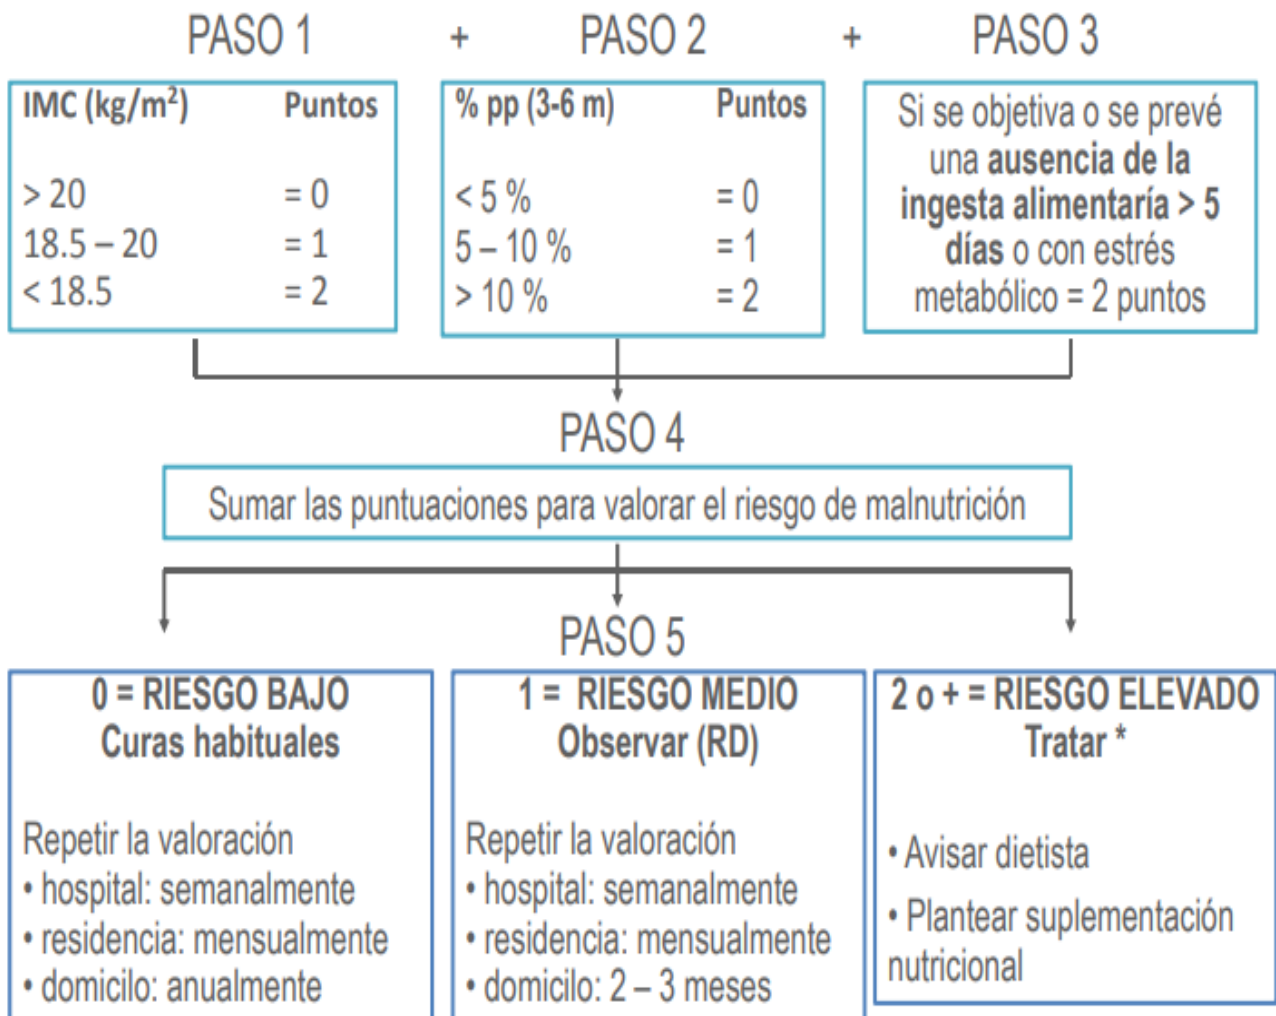 PASO 1 + PASO 2 + PASO 3
IMC (kg/m²) Puntos
> 20 = 0
18.5 – 20 = 1
< 18.5 = 2
% pp (3-6 m) Puntos
< 5 % = 0
5 – 10 % = 1
> 10 % = 2
Si se objetiva o se prevé
una ausencia de la
ingesta alimentaría > 5
días o con estrés
metabólico = 2 puntos
PASO 4
Sumar las puntuaciones para valorar el riesgo de malnutrición
PASO 5
0 = RIESGO BAJO
Curas habituales
Repetir la valoración
• hospital: semanalmente
• residencia: mensualmente
• domicilo: anualmente
1 = RIESGO MEDIO
Observar (RD)
Repetir la valoración
• hospital: semanalmente
• residencia: mensualmente
• domicilo: 2 – 3 meses
2 o + = RIESGO ELEVADO
Tratar *
• Avisar dietista
• Plantear suplementación
nutricional